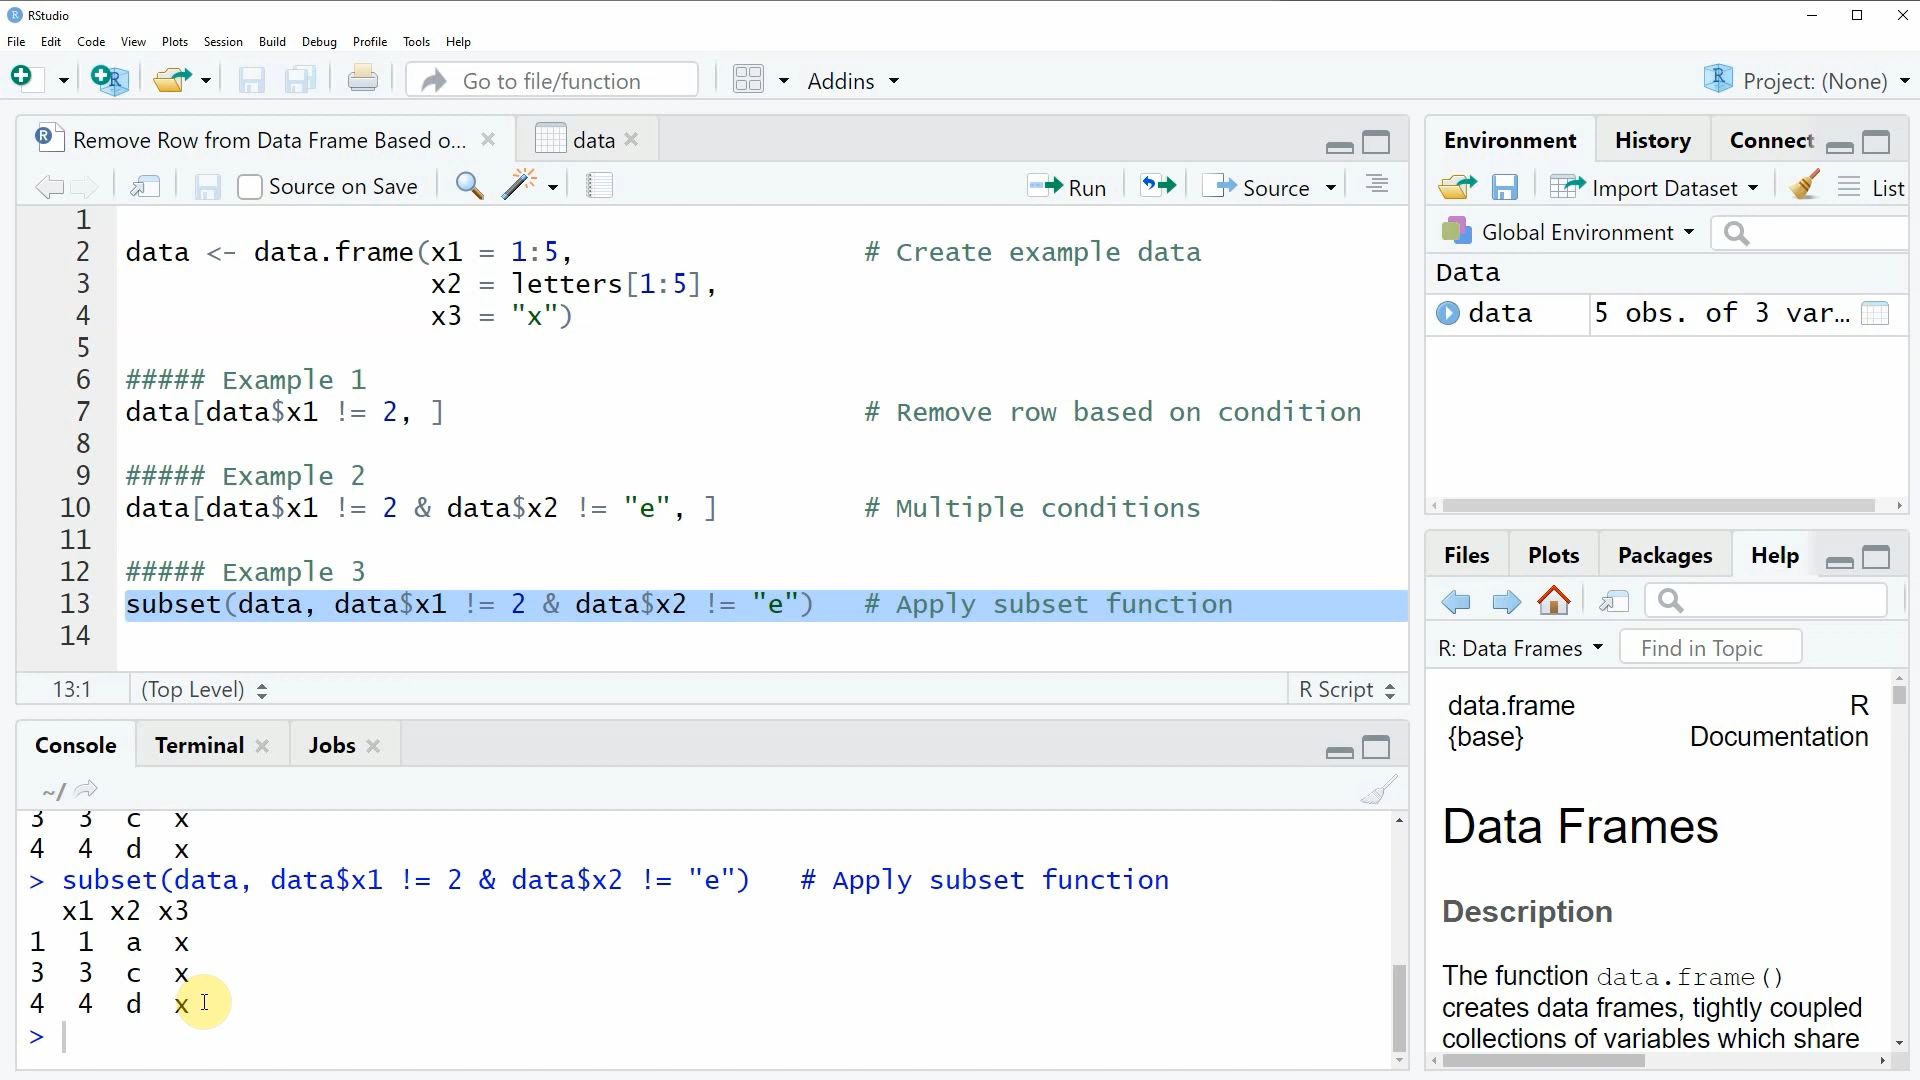 RStudio
File Edit Code View Plots Session Build Debug Profile Tools Help
Go to file/function Addins Project: (None)
Remove Row from Data Frame Based o... data
Source on Save Run Source
1
2 data <- data.frame(x1 = 1:5, # Create example data
3 x2 = letters[1:5],
4 x3 = "x")
5
6 ##### Example 1
7 data[data$x1 != 2, ] # Remove row based on condition
8
9 ##### Example 2
10 data[data$x1 != 2 & data$x2 != "e", ] # Multiple conditions
11
12 ##### Example 3
13 subset(data, data$x1 != 2 & data$x2 != "e") # Apply subset function
14
13:1 (Top Level) R Script
Console Terminal Jobs
~/
3 3 c x
4 4 d x
> subset(data, data$x1 != 2 & data$x2 != "e") # Apply subset function
x1 x2 x3
1 1 a x
3 3 c x
4 4 d x
>
Environment History Connect
Import Dataset List
Global Environment
Data
data 5 obs. of 3 var...
Files Plots Packages Help
R: Data Frames Find in Topic
data.frame R
{base} Documentation
Data Frames
Description
The function data.frame()
creates data frames, tightly coupled
collections of variables which share